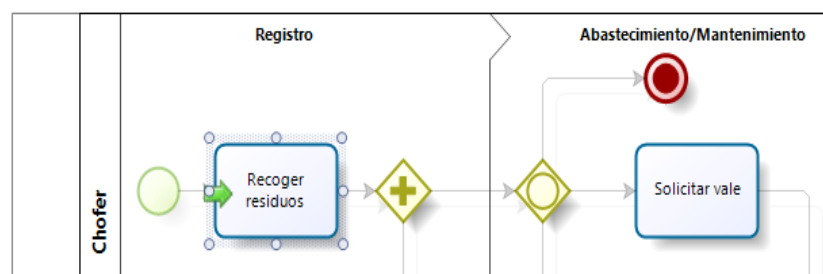 Registro
Abastecimiento/Mantenimiento
Chofer
Recoger
residuos
Solicitar vale